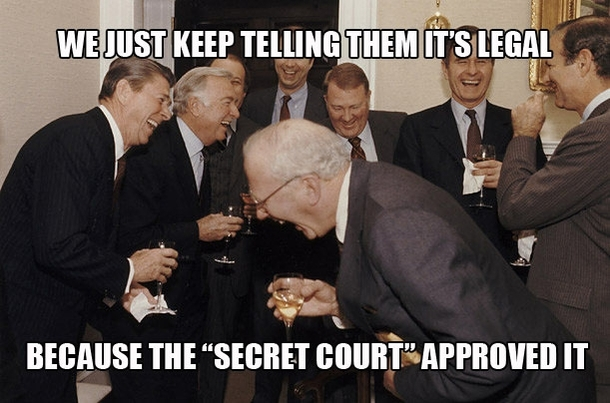 WE JUST KEEP TELLING THEM IT'S LEGAL
BECAUSE THE “SECRET COURT” APPROVED IT